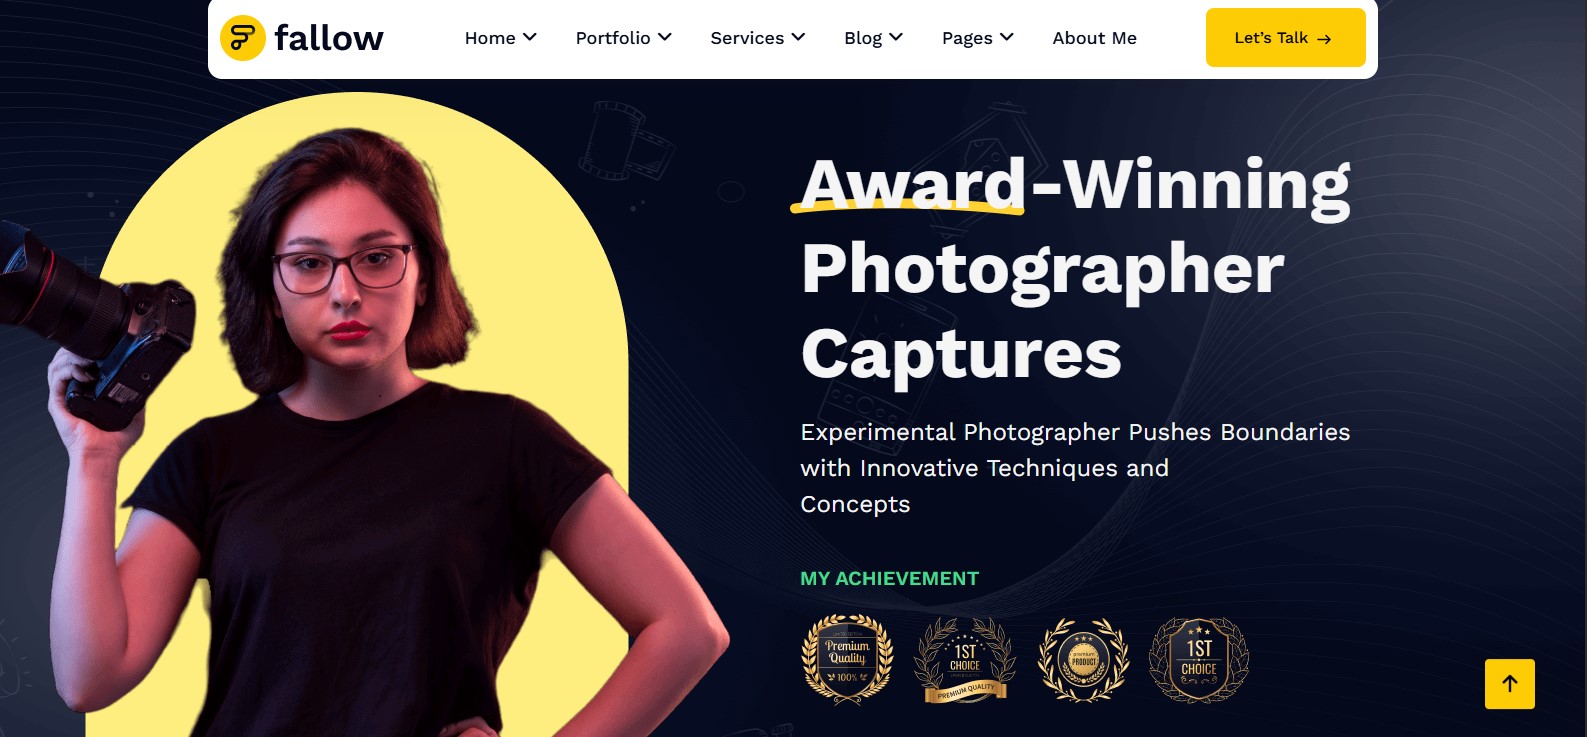 fallow
Home
Portfolio
Services
Blog
Pages
About Me
Let's Talk →
Award-Winning
Photographer
Captures
Experimental Photographer Pushes Boundaries
with Innovative Techniques and
Concepts
MY ACHIEVEMENT
Premium
Quality
100%
1ST
CHOICE
PREMIUM QUALITY
premium
PRODUCT
1ST
CHOICE